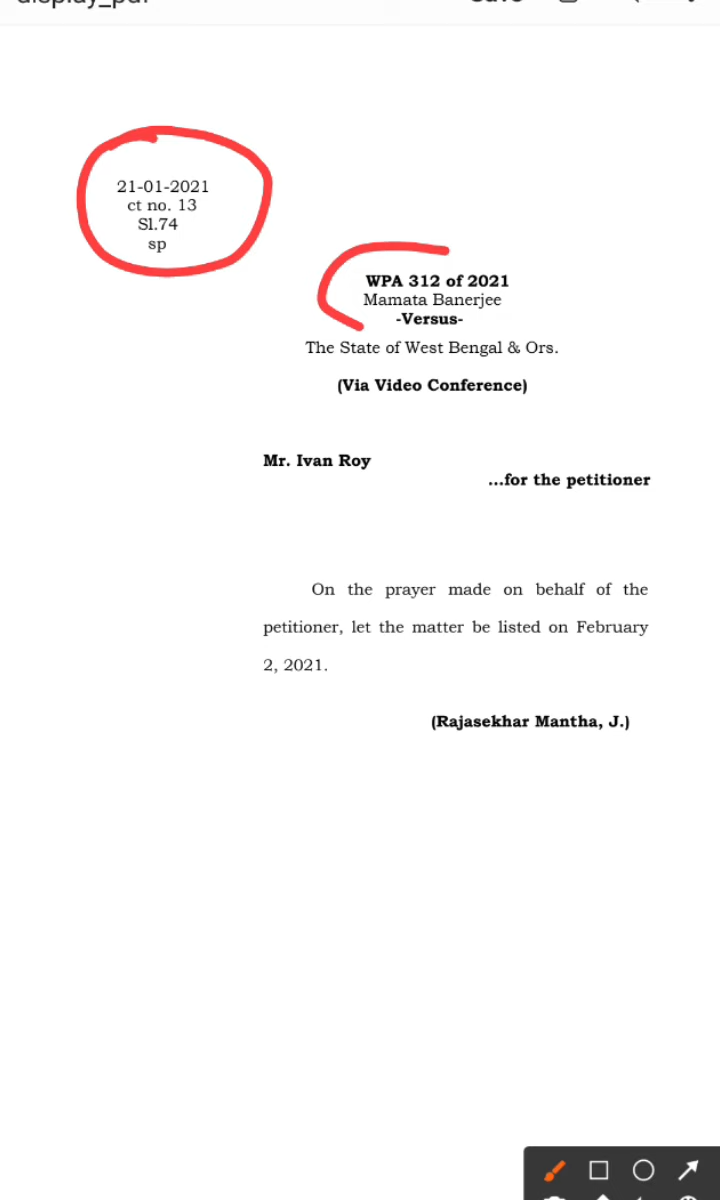 21-01-2021
ct no. 13
Sl.74
sp
WPA 312 of 2021
Mamata Banerjee
-Versus-
The State of West Bengal & Ors.
(Via Video Conference)
Mr. Ivan Roy
...for the petitioner
On the prayer made on behalf of the
petitioner, let the matter be listed on February
2, 2021.
(Rajasekhar Mantha, J.)